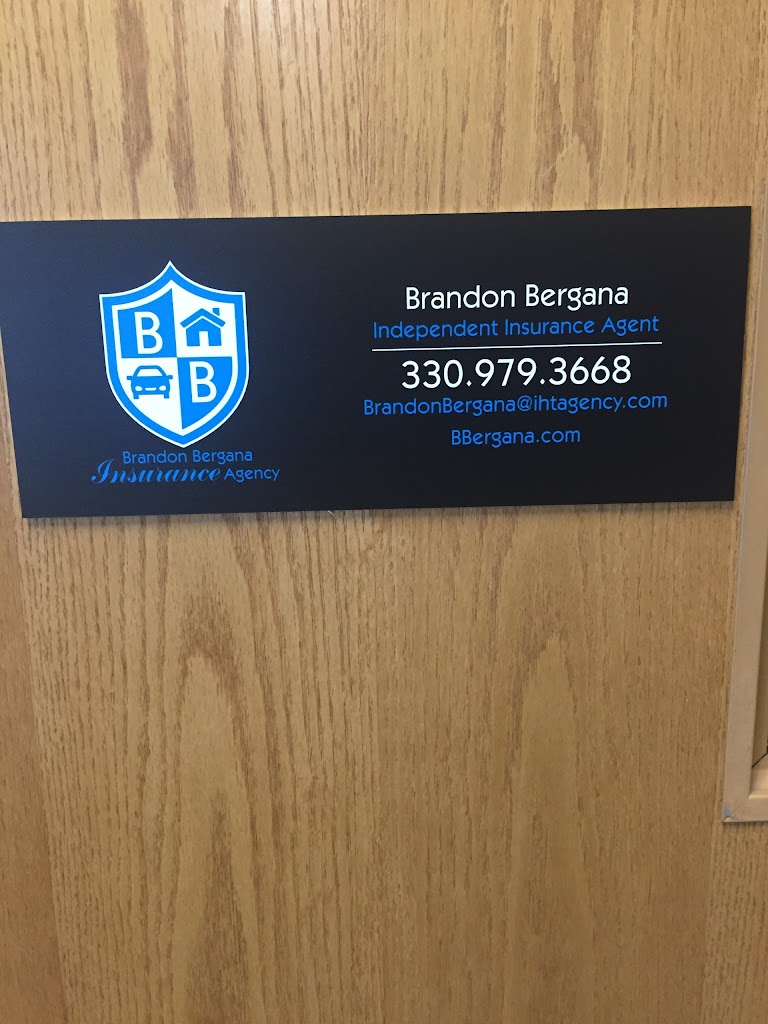 B
B
Brandon Bergana
Insurance Agency
Brandon Bergana
Independent Insurance Agent
330.979.3668
BrandonBergana@ihtagency.com
BBergana.com